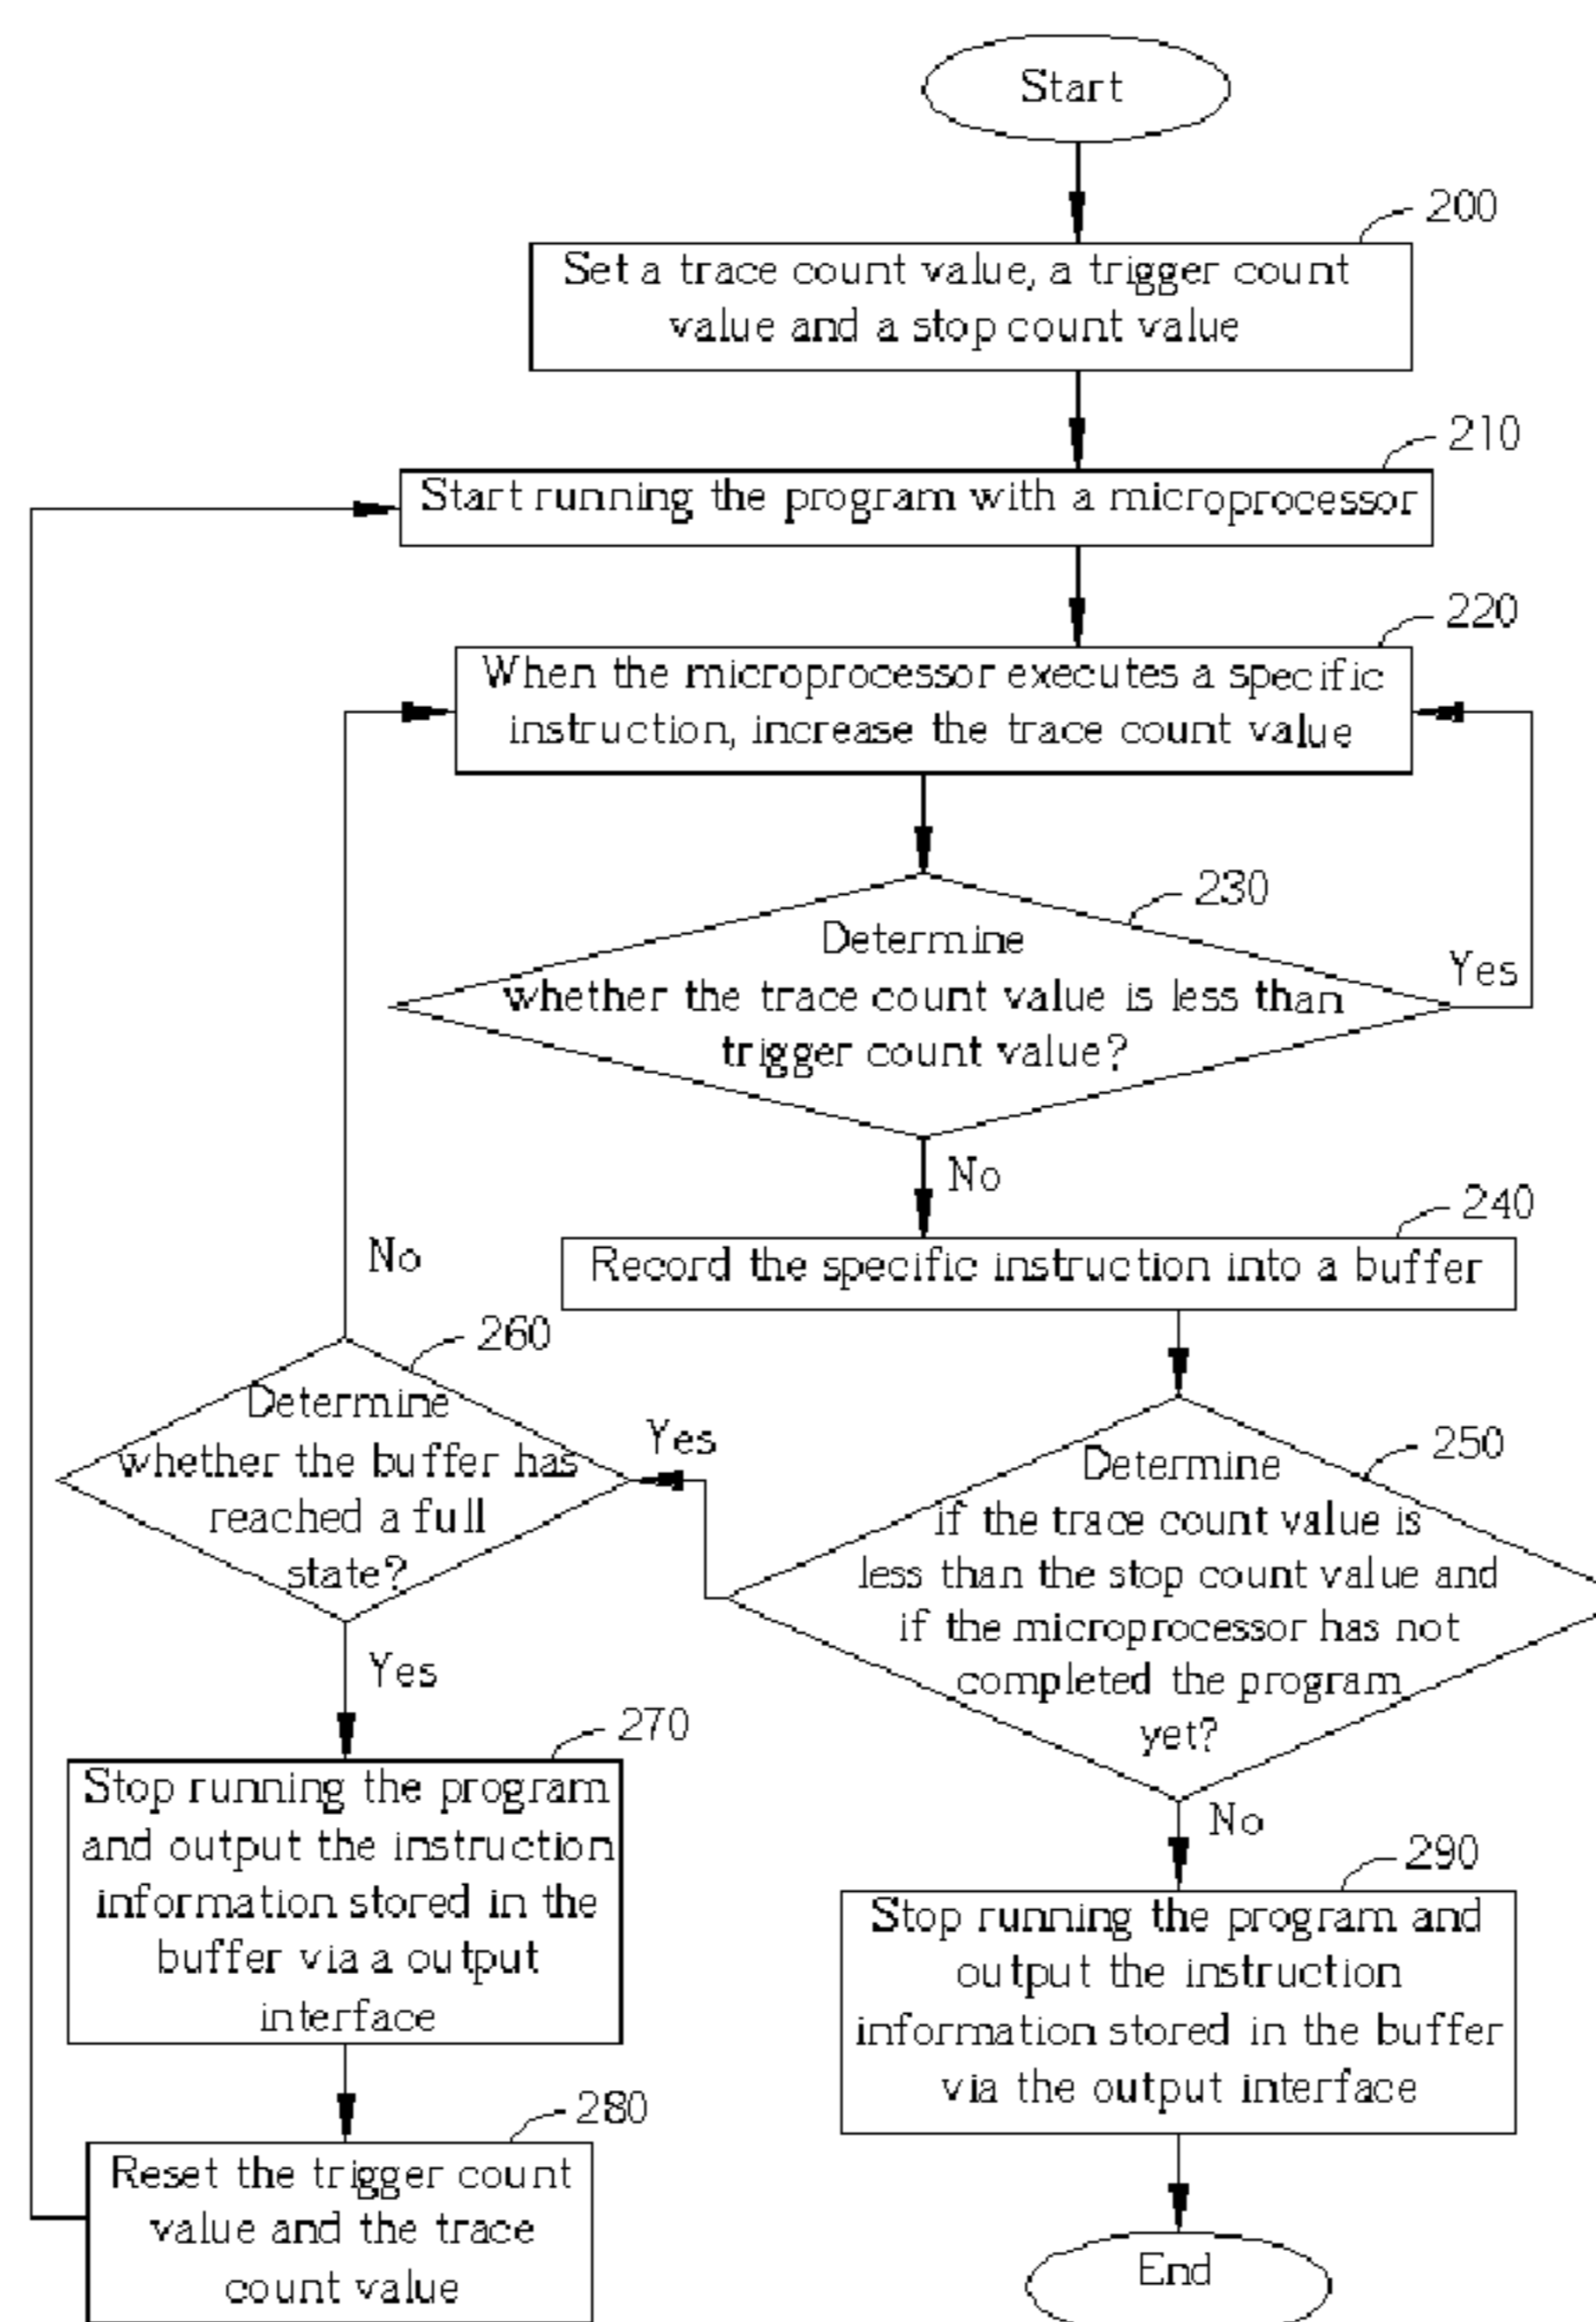 Start
200
Set a trace count value, a trigger count
value and a stop count value
210
Start running the program with a microprocessor
220
When the microprocessor executes a specific
instruction, increase the trace count value
230
Determine
whether the trace count value is less than
trigger count value?
Yes
No
240
Record the specific instruction into a buffer
No
260
Determine
whether the buffer has
reached a full
state?
Yes
250
Determine
if the trace count value is
less than the stop count value and
if the microprocessor has not
completed the program
yet?
Yes
No
270
Stop running the program
and output the instruction
information stored in the
buffer via a output
interface
290
Stop running the program and
output the instruction
information stored in the buffer
via the output interface
280
Reset the trigger count
value and the trace
count value
End